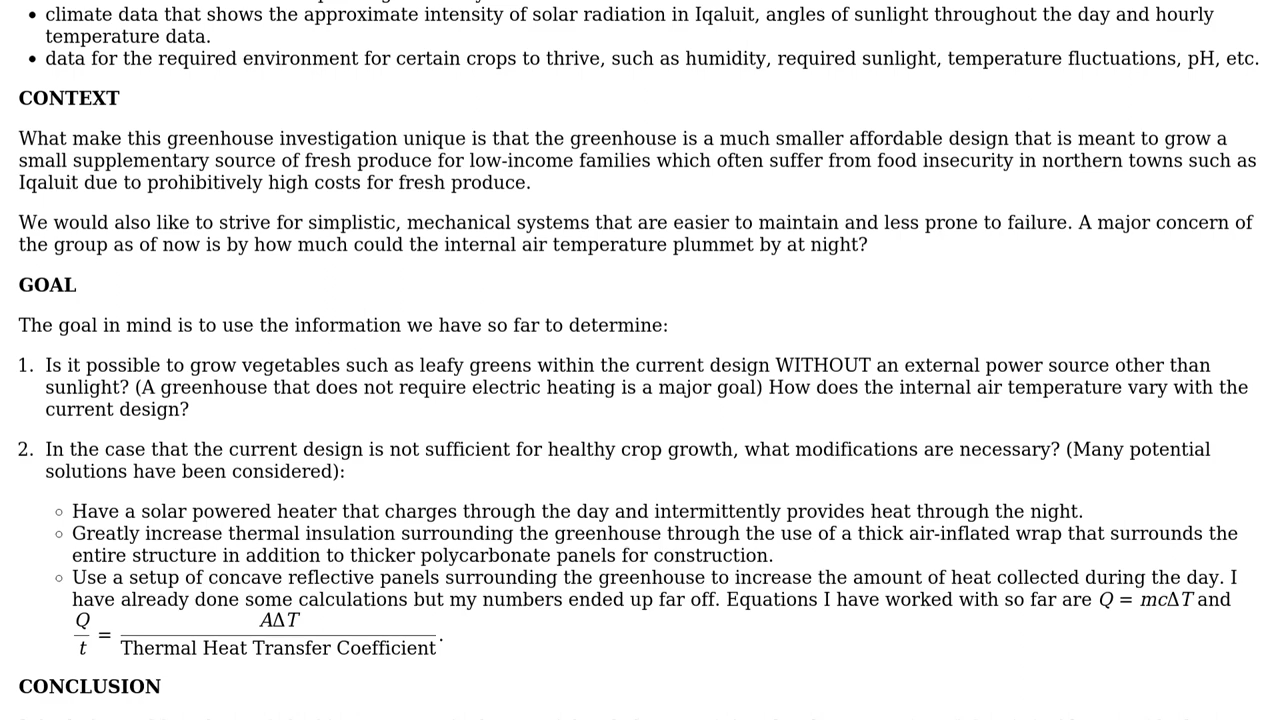 • climate data that shows the approximate intensity of solar radiation in Iqaluit, angles of sunlight throughout the day and hourly
temperature data.
• data for the required environment for certain crops to thrive, such as humidity, required sunlight, temperature fluctuations, pH, etc.
CONTEXT
What make this greenhouse investigation unique is that the greenhouse is a much smaller affordable design that is meant to grow a
small supplementary source of fresh produce for low-income families which often suffer from food insecurity in northern towns such as
Iqaluit due to prohibitively high costs for fresh produce.
We would also like to strive for simplistic, mechanical systems that are easier to maintain and less prone to failure. A major concern of
the group as of now is by how much could the internal air temperature plummet by at night?
GOAL
The goal in mind is to use the information we have so far to determine:
1. Is it possible to grow vegetables such as leafy greens within the current design WITHOUT an external power source other than
sunlight? (A greenhouse that does not require electric heating is a major goal) How does the internal air temperature vary with the
current design?
2. In the case that the current design is not sufficient for healthy crop growth, what modifications are necessary? (Many potential
solutions have been considered):
◦ Have a solar powered heater that charges through the day and intermittently provides heat through the night.
◦ Greatly increase thermal insulation surrounding the greenhouse through the use of a thick air-inflated wrap that surrounds the
entire structure in addition to thicker polycarbonate panels for construction.
◦ Use a setup of concave reflective panels surrounding the greenhouse to increase the amount of heat collected during the day. I
have already done some calculations but my numbers ended up far off. Equations I have worked with so far are Q = mcΔT and
Q/t = AΔT/Thermal Heat Transfer Coefficient.
CONCLUSION